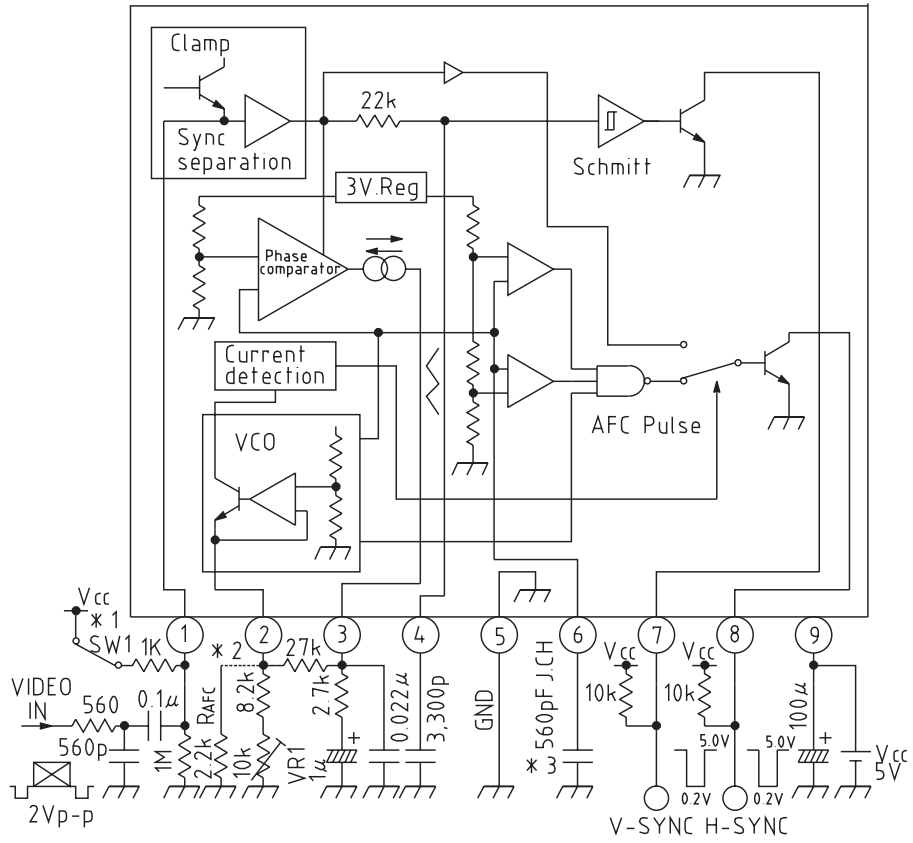 Clamp
Sync
separation
22k
Schmitt
3V.Reg
Phase
comparator
Current
detection
AFC Pulse
VCO
Vcc
*1
SW1
1K
1
2
3
4
5
6
7
8
9
*2
27k
VIDEO
IN
560
0.1μ
560p
1M
RAFC
2.2k
8.2k
10k
VR1
2.7k
1μ
+
0.022μ
3,300p
GND
560pF J.CH
*3
Vcc
10k
Vcc
10k
5.0V
0.2V
5.0V
0.2V
100μ
+
Vcc
5V
2Vp-p
V-SYNC
H-SYNC